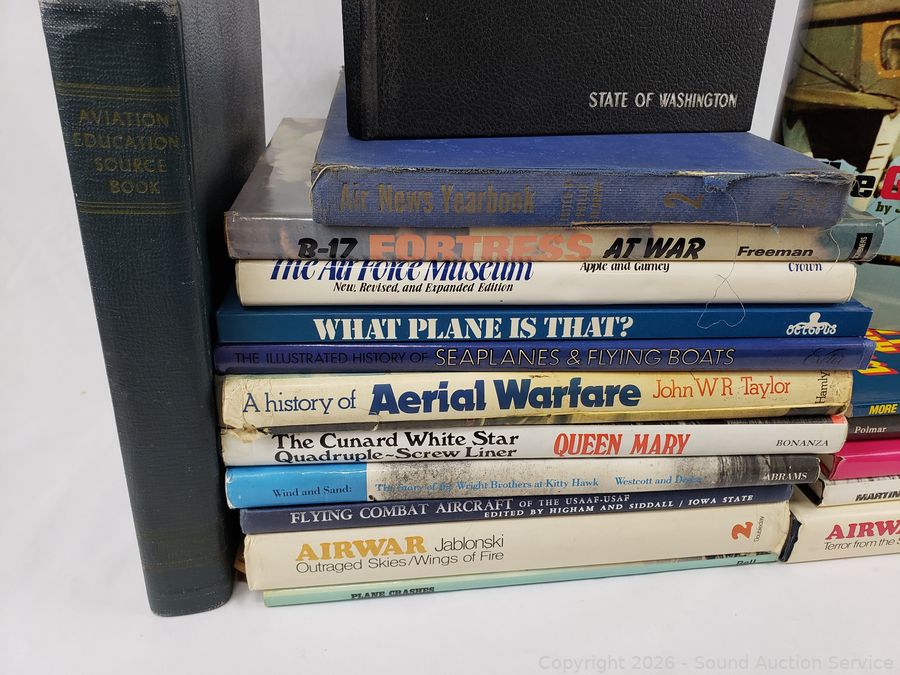 AVIATION
EDUCATION
SOURCE
BOOK
STATE OF WASHINGTON
Air News Yearbook
2
B-17 FORTRESS AT WAR Freeman
The Air Force Museum Apple and Gurney Crown
New, Revised, and Expanded Edition
WHAT PLANE IS THAT? OCTOPUS
THE ILLUSTRATED HISTORY OF SEAPLANES & FLYING BOATS
A history of Aerial Warfare John WR Taylor Hamly
The Cunard White Star
Quadruple-Screw Liner QUEEN MARY BONANZA
Wind and Sand: The Story of the Wright Brothers at Kitty Hawk Westcott and ABRAMS
FLYING COMBAT AIRCRAFT OF THE USAAF-USAF
EDITED BY HIGHAM AND SIDDALL / IOWA STATE
AIRWAR Jablonski 2 Doubleday
Outraged Skies/Wings of Fire
PLANE CRASHES
by J
MORE
Polmar
MARTIN
AIRWA
Terror from the S
Copyright 2026 - Sound Auction Service